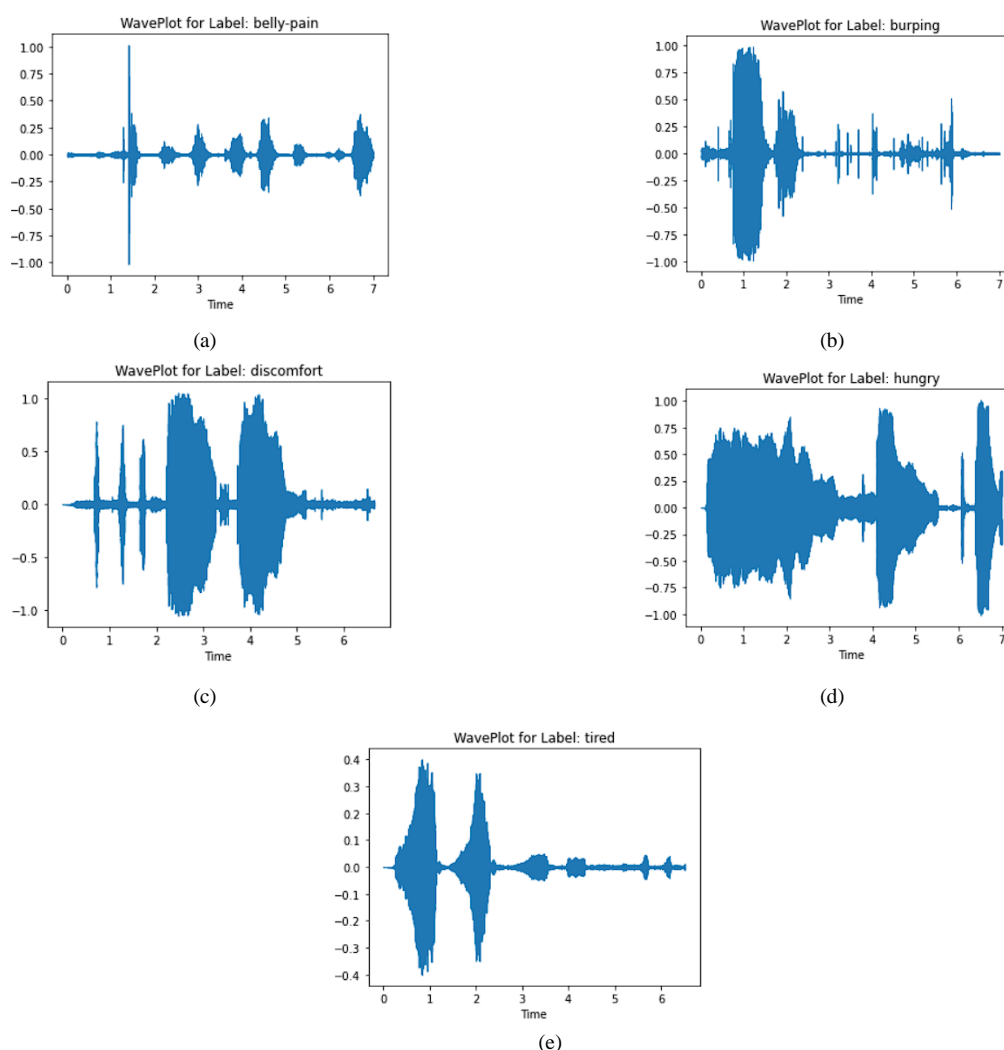 WavePlot for Label: belly-pain
1.00
0.75
0.50
0.25
0.00
−0.25
−0.50
−0.75
−1.00
0 1 2 3 4 5 6 7
Time
(a)
WavePlot for Label: burping
1.00
0.75
0.50
0.25
0.00
−0.25
−0.50
−0.75
−1.00
0 1 2 3 4 5 6 7
Time
(b)
WavePlot for Label: discomfort
1.0
0.5
0.0
−0.5
−1.0
0 1 2 3 4 5 6
Time
(c)
WavePlot for Label: hungry
1.00
0.75
0.50
0.25
0.00
−0.25
−0.50
−0.75
−1.00
0 1 2 3 4 5 6 7
Time
(d)
WavePlot for Label: tired
0.4
0.3
0.2
0.1
0.0
−0.1
−0.2
−0.3
−0.4
0 1 2 3 4 5 6
Time
(e)